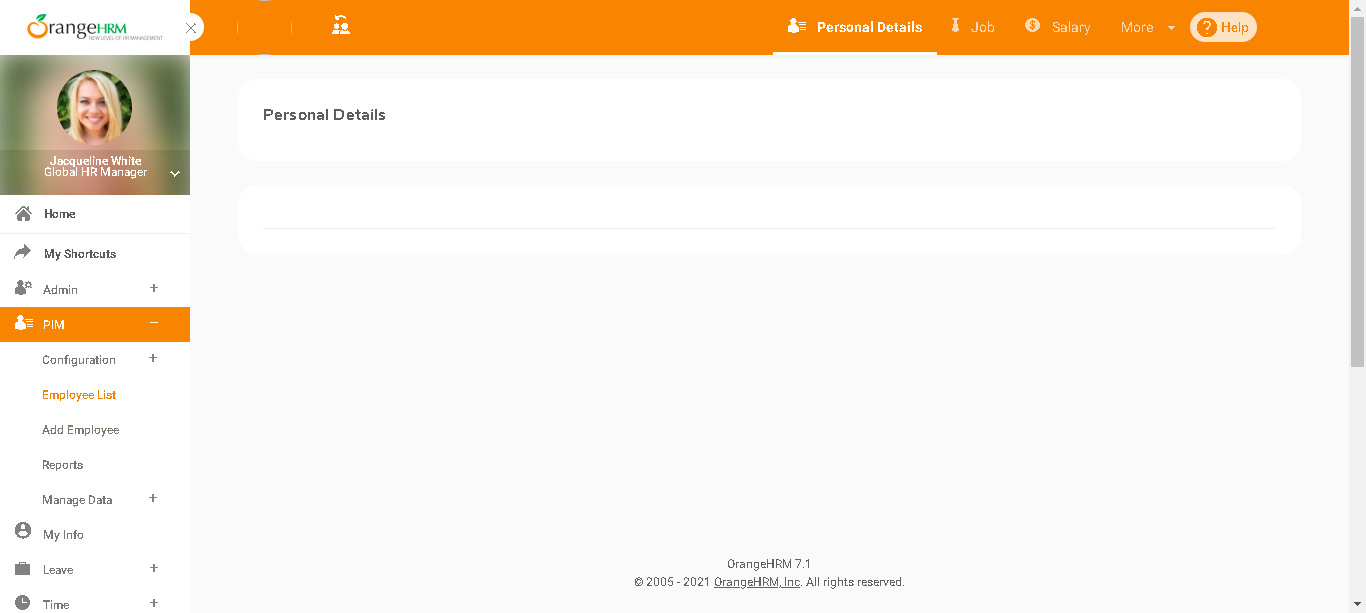 OrangeHRM
NEW LEVEL OF HR MANAGEMENT
Personal Details
Job
Salary
More
? Help
Jacqueline White
Global HR Manager
Home
My Shortcuts
Admin
PIM
Configuration
Employee List
Add Employee
Reports
Manage Data
My Info
Leave
Time
Personal Details
OrangeHRM 7.1
© 2005 - 2021 OrangeHRM, Inc. All rights reserved.